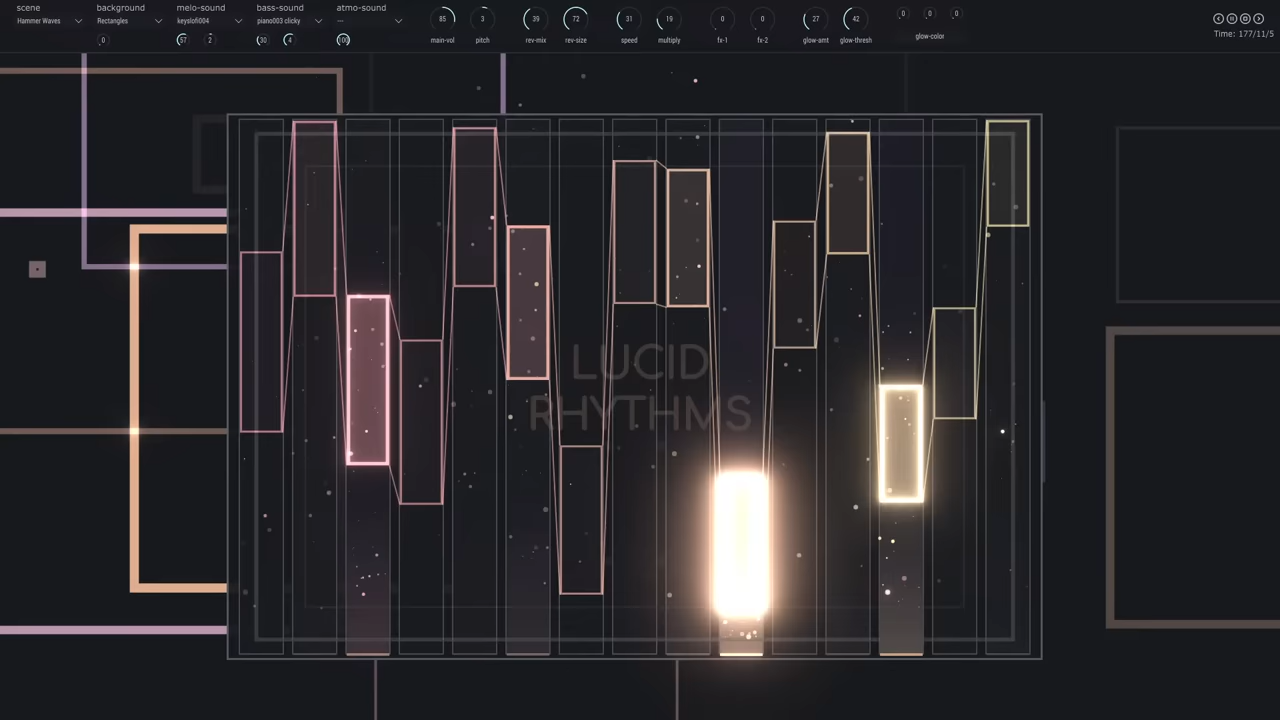 scene
background
melo-sound
bass-sound
atmo-sound
Hammer Waves
Rectangles
keyslofi004
piano003 clicky
---
0
57
2
30
4
100
85
3
39
72
31
19
0
0
27
42
0
0
0
main-vol
pitch
rev-mix
rev-size
speed
multiply
fx-1
fx-2
glow-amt
glow-thresh
glow-color
Time: 177/11/5
LUCID
RHYTHMS